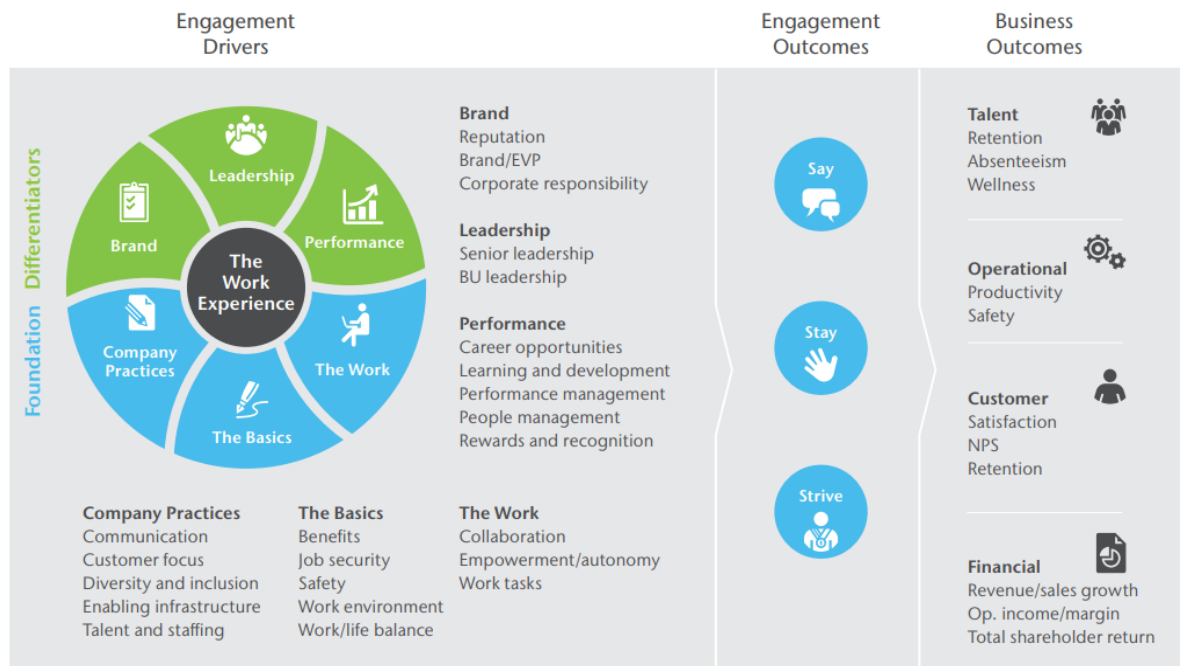 Engagement
Drivers
Engagement
Outcomes
Business
Outcomes
Differentiators
Foundation
Leadership
Brand
Performance
The
Work
Experience
Company
Practices
The Work
The Basics
Brand
Reputation
Brand/EVP
Corporate responsibility
Leadership
Senior leadership
BU leadership
Performance
Career opportunities
Learning and development
Performance management
People management
Rewards and recognition
Company Practices
Communication
Customer focus
Diversity and inclusion
Enabling infrastructure
Talent and staffing
The Basics
Benefits
Job security
Safety
Work environment
Work/life balance
The Work
Collaboration
Empowerment/autonomy
Work tasks
Say
Stay
Strive
Talent
Retention
Absenteeism
Wellness
Operational
Productivity
Safety
Customer
Satisfaction
NPS
Retention
Financial
Revenue/sales growth
Op. income/margin
Total shareholder return